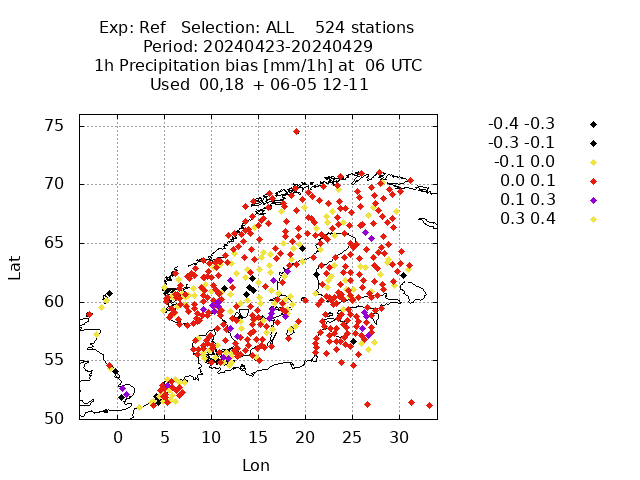 Exp: Ref   Selection: ALL    524 stations
Period: 20240423-20240429
1h Precipitation bias [mm/1h] at  06 UTC
Used 00,18 + 06-05 12-11
-0.4 -0.3
-0.3 -0.1
-0.1 0.0
0.0 0.1
0.1 0.3
0.3 0.4
75
70
65
60
55
50
Lat
0 5 10 15 20 25 30
Lon